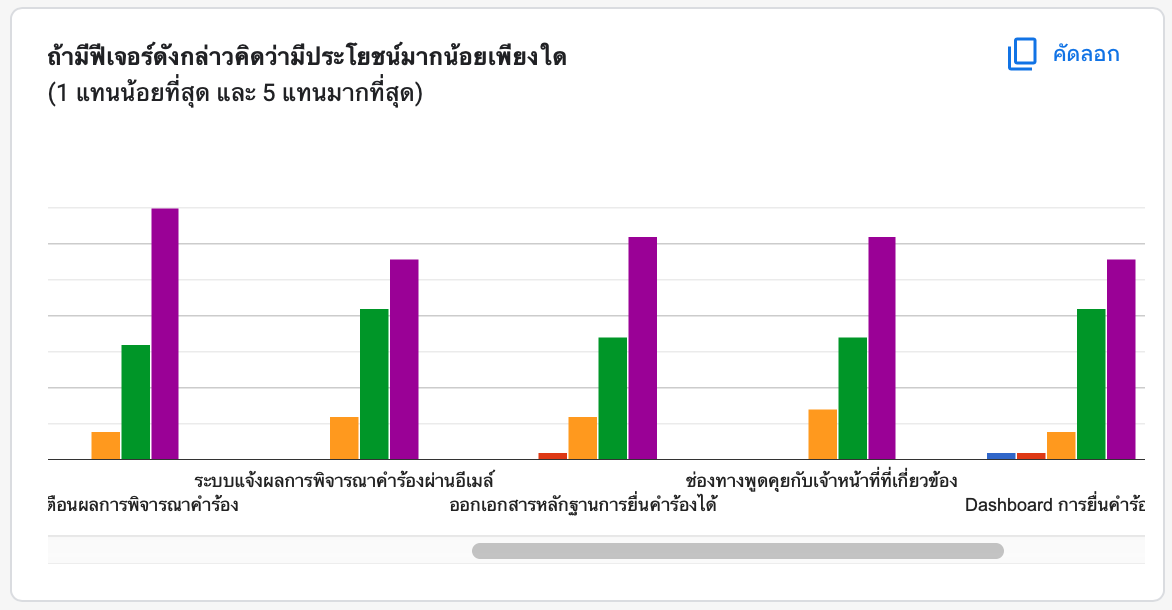 ถ้ามีฟีเจอร์ดังกล่าวคิดว่ามีประโยชน์มากน้อยเพียงใด
คัดลอก
(1 แทนน้อยที่สุด และ 5 แทนมากที่สุด)
ระบบแจ้งผลการพิจารณาคำร้องผ่านอีเมล์
ช่องทางพูดคุยกับเจ้าหน้าที่ที่เกี่ยวข้อง
ตือนผลการพิจารณาคำร้อง
ออกเอกสารหลักฐานการยื่นคำร้องได้
Dashboard การยื่นคำร้อ